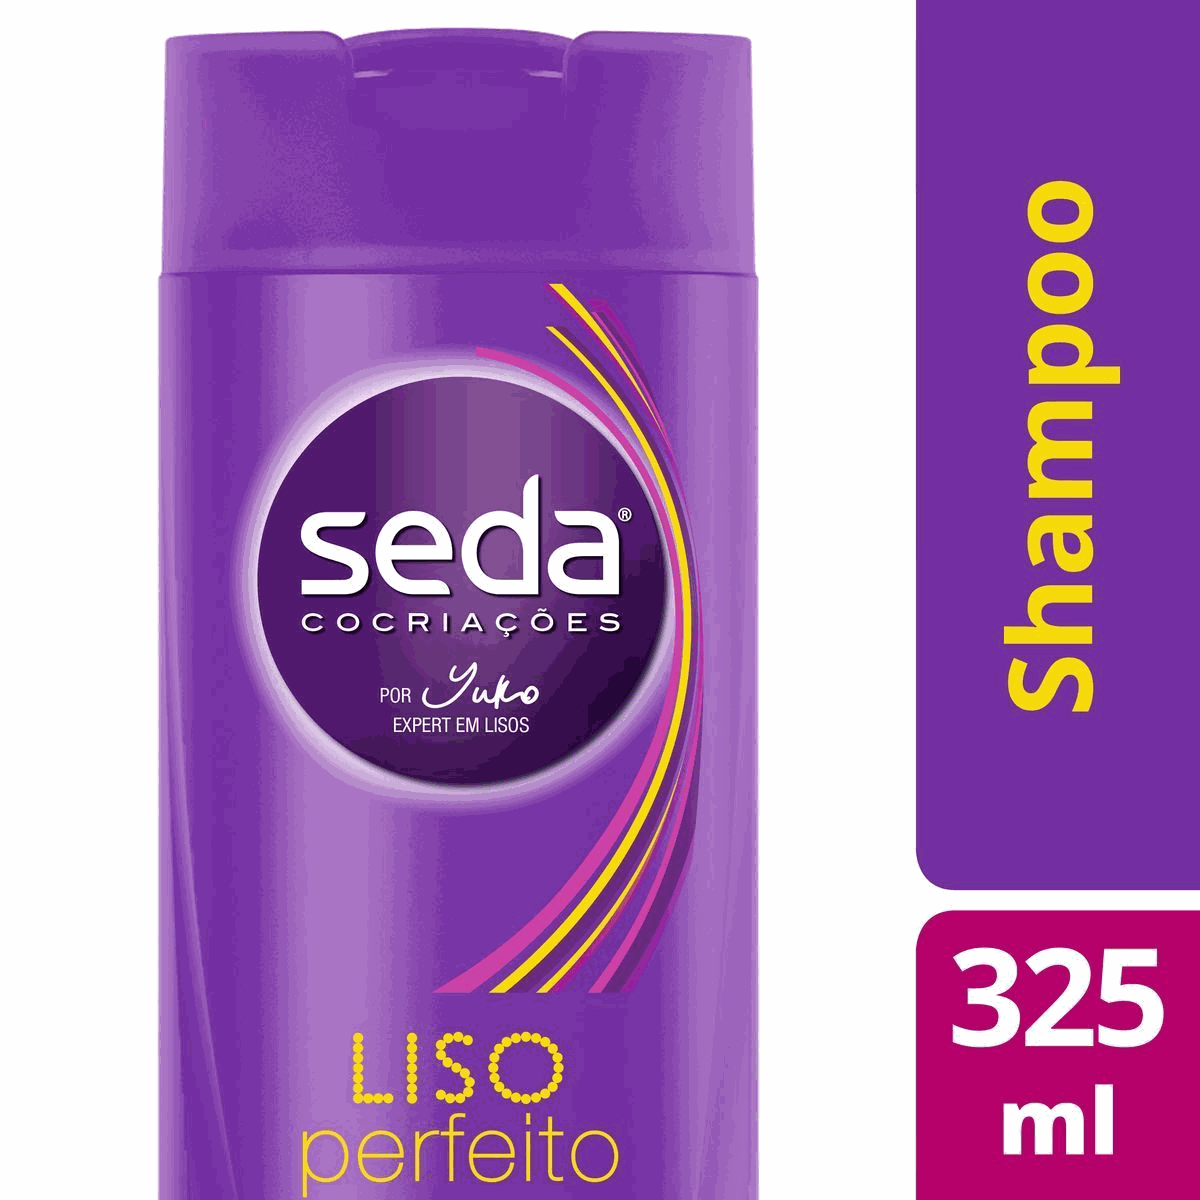 seda®
COCRIAÇÕES
POR Yuko
EXPERT EM LISOS
LISO
perfeito
Shampoo
325
ml